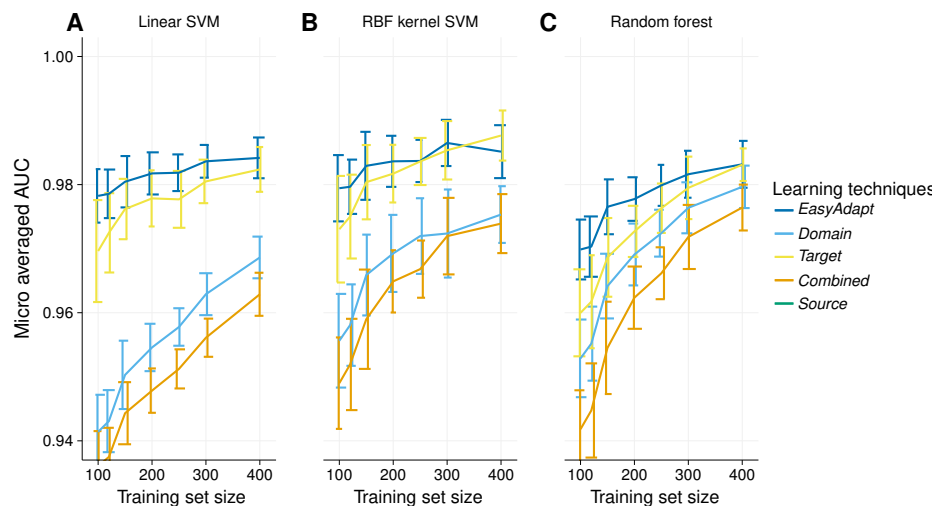 A Linear SVM B RBF kernel SVM C Random forest
1.00
0.98
0.96
0.94
Micro averaged AUC
100 200 300 400 100 200 300 400 100 200 300 400
Training set size Training set size Training set size
Learning techniques
EasyAdapt
Domain
Target
Combined
Source